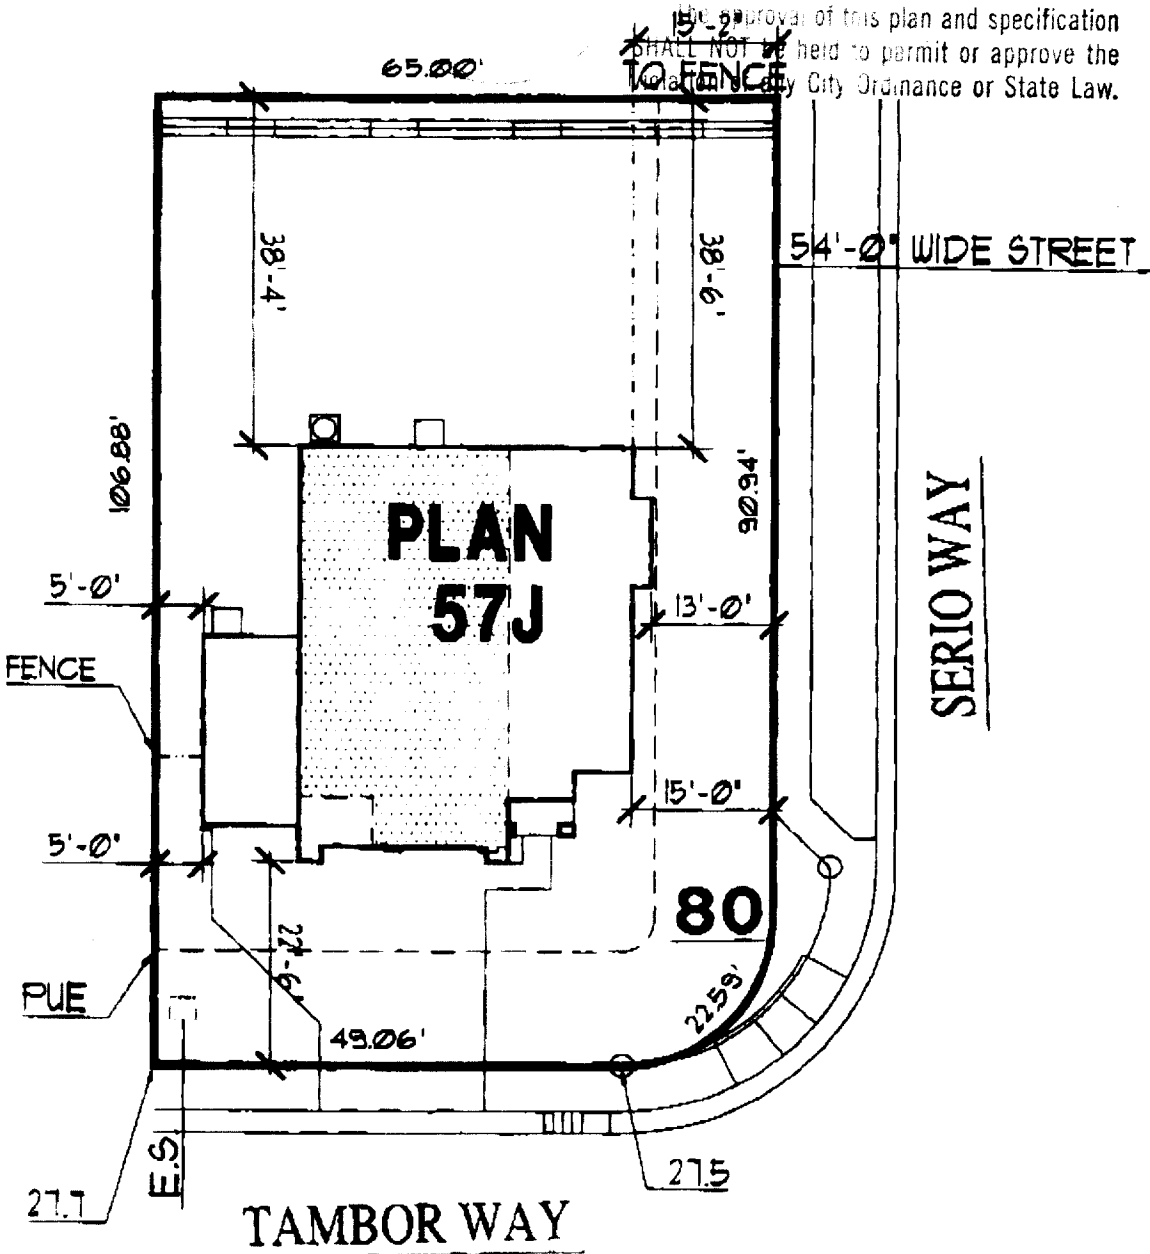 the approval of this plan and specification
SHALL NOT be held to permit or approve the
violation of any City Ordinance or State Law.
15'-2"
TO FENCE
65.00'
38'-4"
38'-6"
54'-0" WIDE STREET
106.88'
90.94'
PLAN
57J
SERIO WAY
5'-0"
13'-0"
FENCE
15'-0"
5'-0"
80
22'-6"
PUE
22.59'
49.06'
E.S
27.7
27.5
TAMBOR WAY